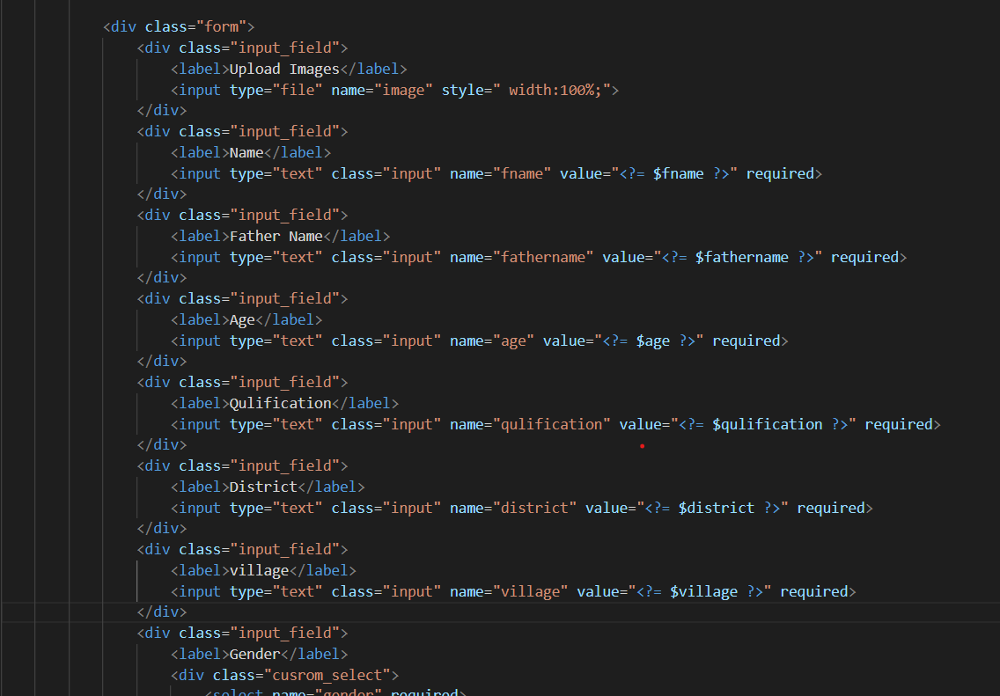 <div class="form">
<div class="input_field">
<label>Upload Images</label>
<input type="file" name="image" style=" width:100%;">
</div>
<div class="input_field">
<label>Name</label>
<input type="text" class="input" name="fname" value="<?= $fname ?>" required>
</div>
<div class="input_field">
<label>Father Name</label>
<input type="text" class="input" name="fathername" value="<?= $fathername ?>" required>
</div>
<div class="input_field">
<label>Age</label>
<input type="text" class="input" name="age" value="<?= $age ?>" required>
</div>
<div class="input_field">
<label>Qulification</label>
<input type="text" class="input" name="qulification" value="<?= $qulification ?>" required>
</div>
<div class="input_field">
<label>District</label>
<input type="text" class="input" name="district" value="<?= $district ?>" required>
</div>
<div class="input_field">
<label>village</label>
<input type="text" class="input" name="village" value="<?= $village ?>" required>
</div>
<div class="input_field">
<label>Gender</label>
<div class="cusrom_select">
<select name="gender" required>